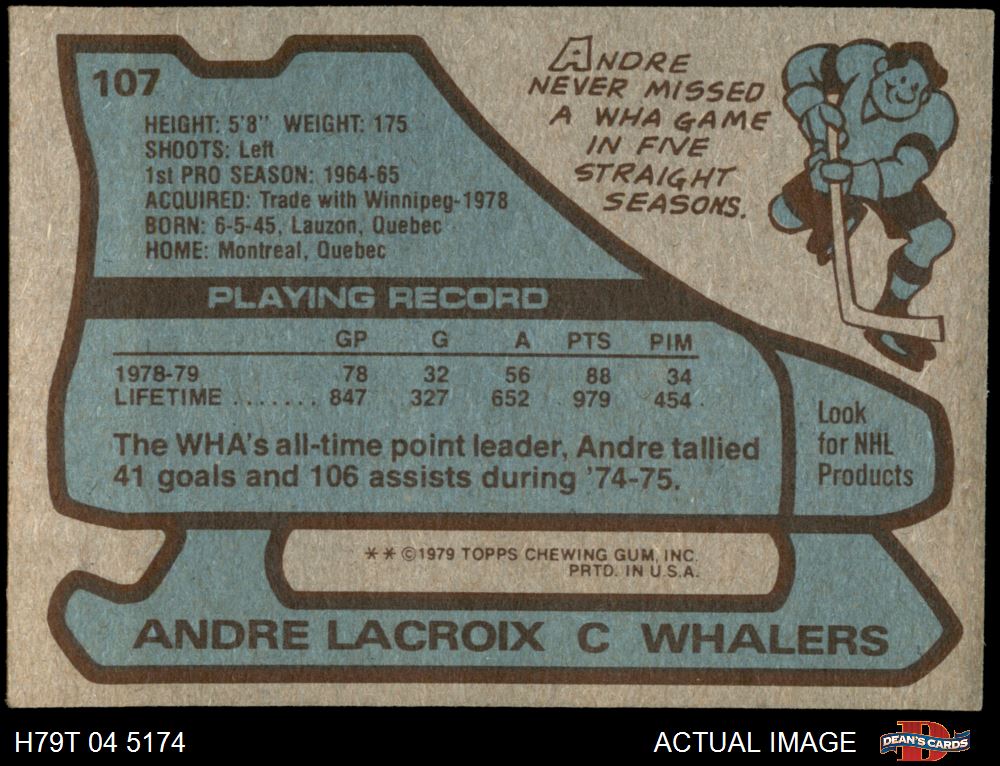 107
HEIGHT: 5'8" WEIGHT: 175
SHOOTS: Left
1st PRO SEASON: 1964-65
ACQUIRED: Trade with Winnipeg-1978
BORN: 6-5-45, Lauzon, Quebec
HOME: Montreal, Quebec
ANDRE
NEVER MISSED
A WHA GAME
IN FIVE
STRAIGHT
SEASONS.
PLAYING RECORD
GP G A PTS PIM
1978-79 78 32 56 88 34
LIFETIME ....... 847 327 652 979 454
The WHA's all-time point leader, Andre tallied
41 goals and 106 assists during '74-75.
Look
for NHL
Products
** ©1979 TOPPS CHEWING GUM, INC.
PRTD. IN U.S.A.
ANDRE LACROIX C WHALERS
H79T 04 5174
ACTUAL IMAGE
DEAN'S CARDS